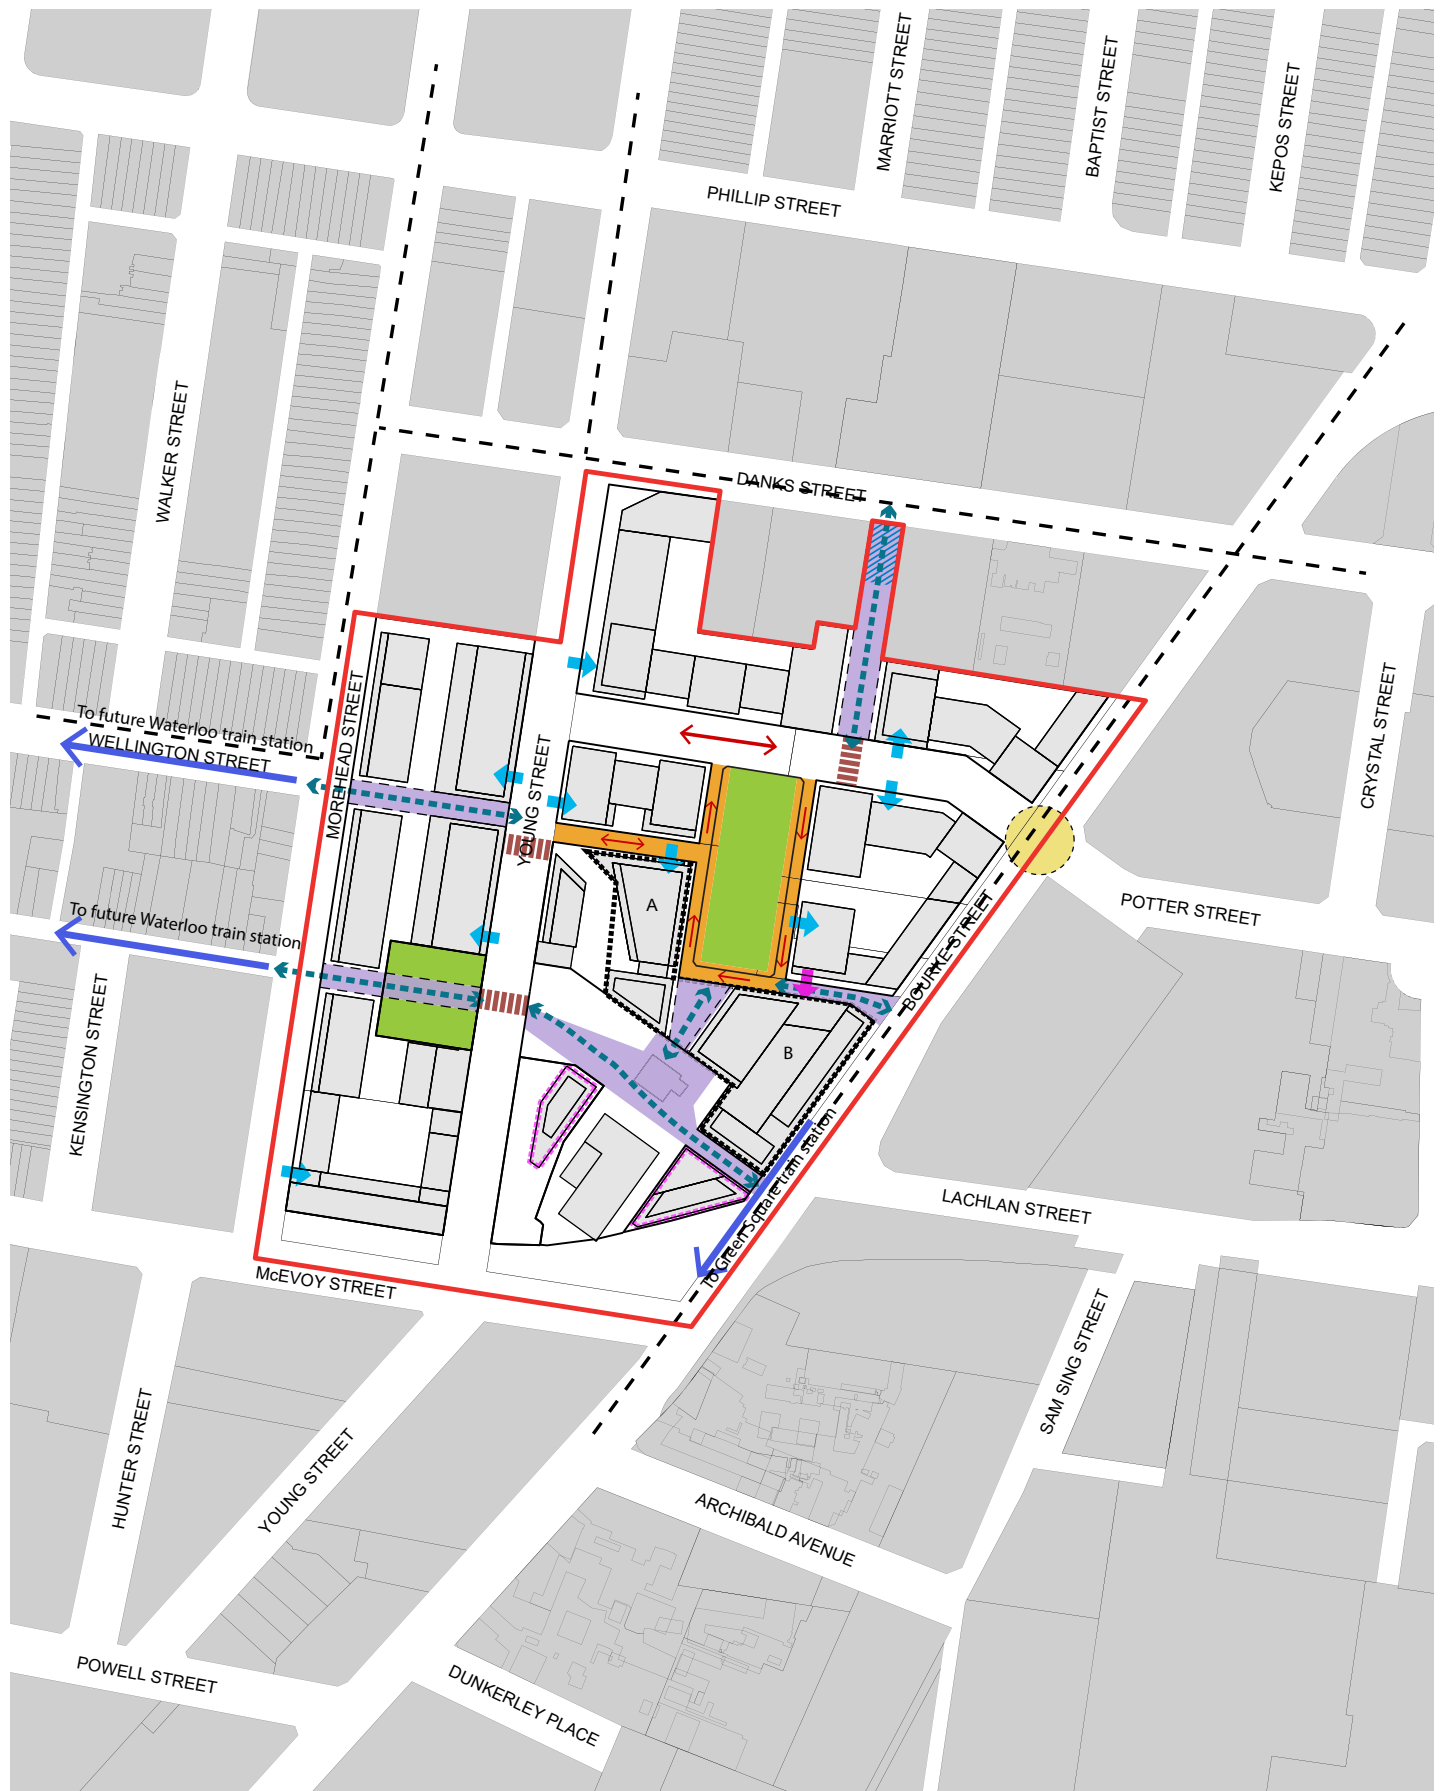 MARRIOTT STREET
BAPTIST STREET
KEPOS STREET
PHILLIP STREET
WALKER STREET
DANKS STREET
To future Waterloo train station
WELLINGTON STREET
MOREHEAD STREET
YOUNG STREET
CRYSTAL STREET
A
To future Waterloo train station
POTTER STREET
BOURKE STREET
KENSINGTON STREET
B
To Green Square train station
LACHLAN STREET
McEVOY STREET
SAM SING STREET
HUNTER STREET
YOUNG STREET
ARCHIBALD AVENUE
POWELL STREET
DUNKERLEY PLACE